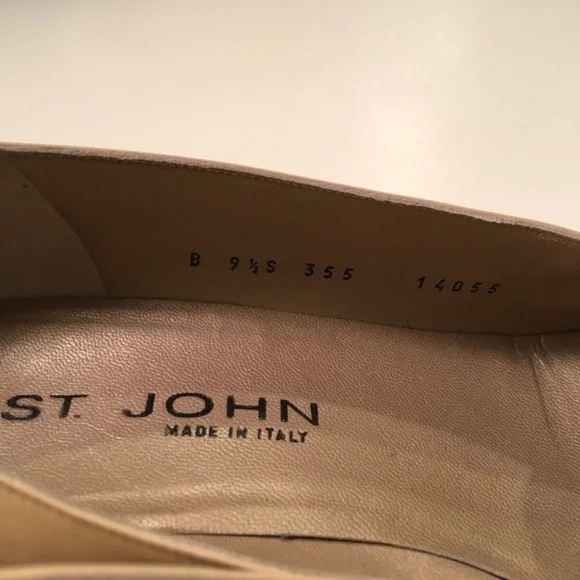 B 9½S 355 14055
ST. JOHN
MADE IN ITALY